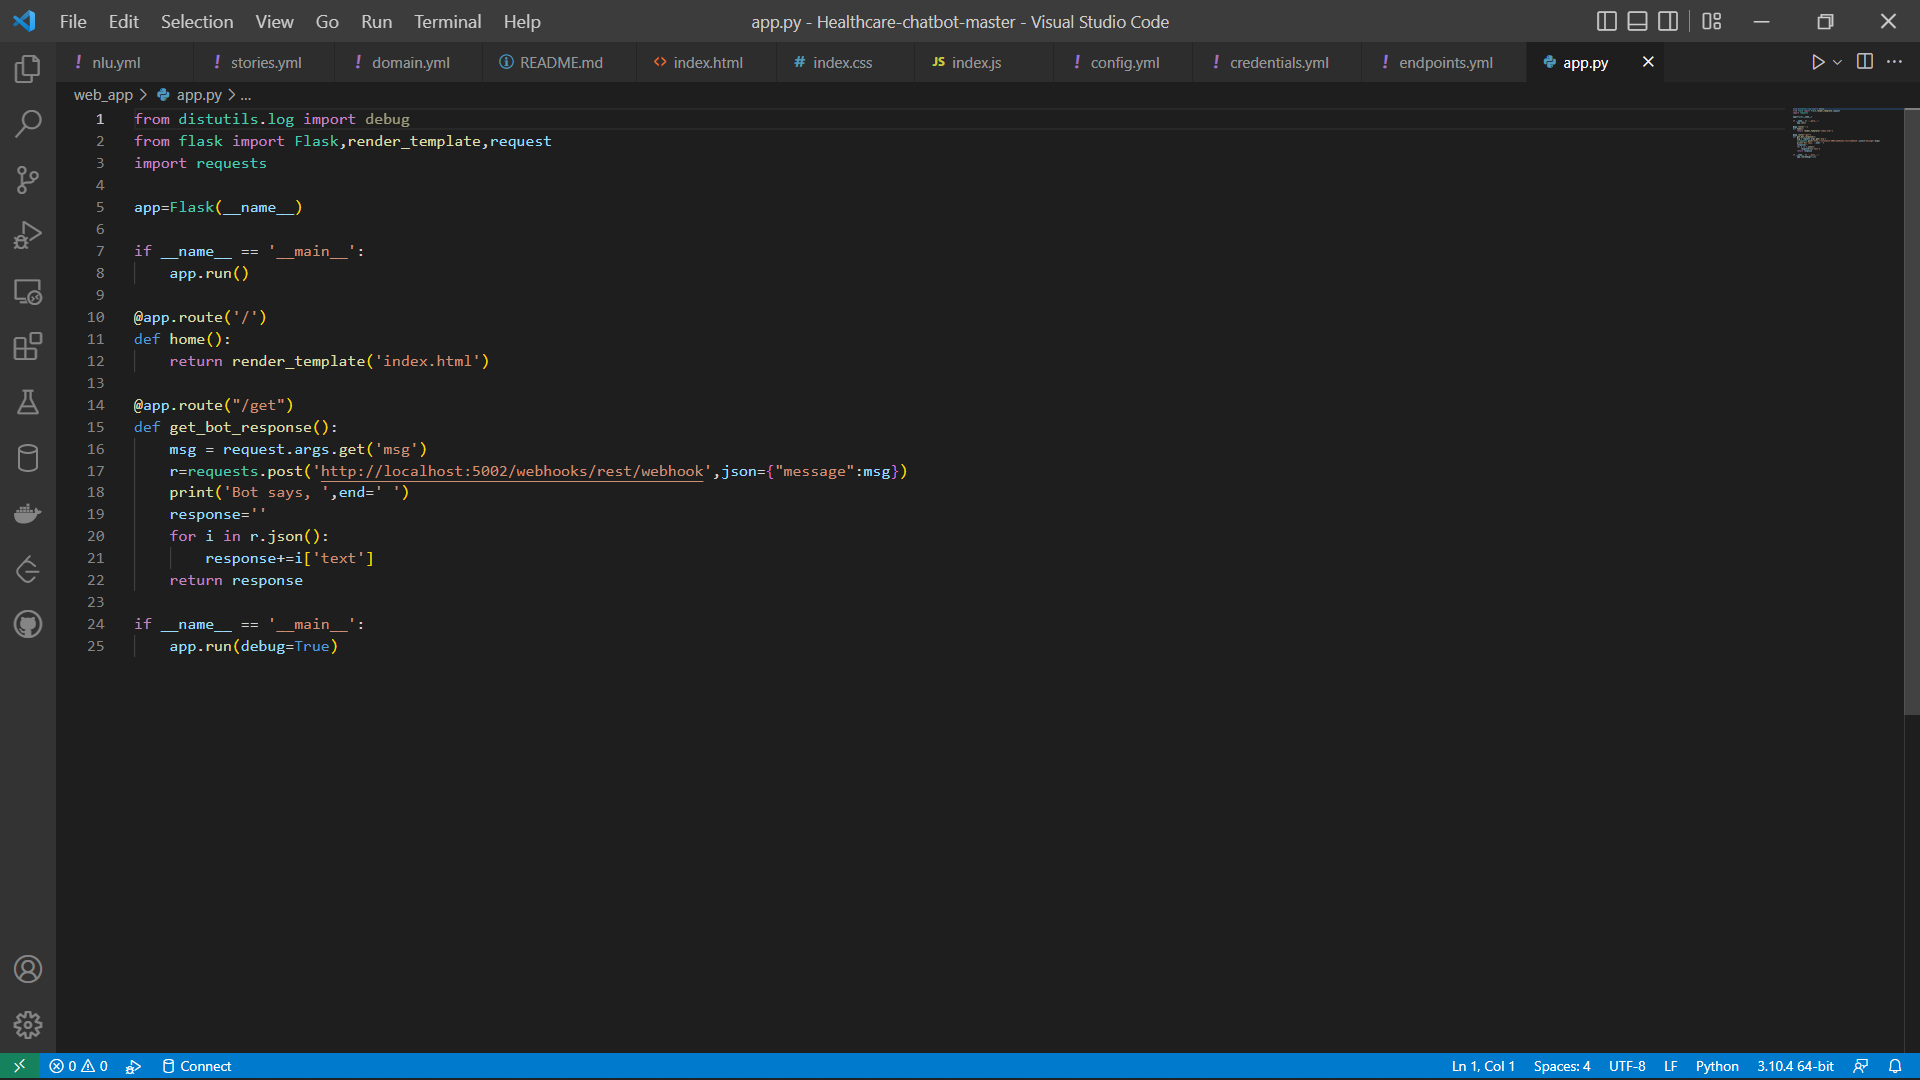 File Edit Selection View Go Run Terminal Help app.py - Healthcare-chatbot-master - Visual Studio Code
! nlu.yml ! stories.yml ! domain.yml README.md <> index.html # index.css JS index.js ! config.yml ! credentials.yml ! endpoints.yml app.py
web_app > app.py > ...
1 from distutils.log import debug
2 from flask import Flask,render_template,request
3 import requests
4
5 app=Flask(__name__)
6
7 if __name__ == '__main__':
8     app.run()
9
10 @app.route('/')
11 def home():
12     return render_template('index.html')
13
14 @app.route("/get")
15 def get_bot_response():
16     msg = request.args.get('msg')
17     r=requests.post('http://localhost:5002/webhooks/rest/webhook',json={"message":msg})
18     print('Bot says, ',end=' ')
19     response=''
20     for i in r.json():
21         response+=i['text']
22     return response
23
24 if __name__ == '__main__':
25     app.run(debug=True)
0 0 Connect Ln 1, Col 1 Spaces: 4 UTF-8 LF Python 3.10.4 64-bit